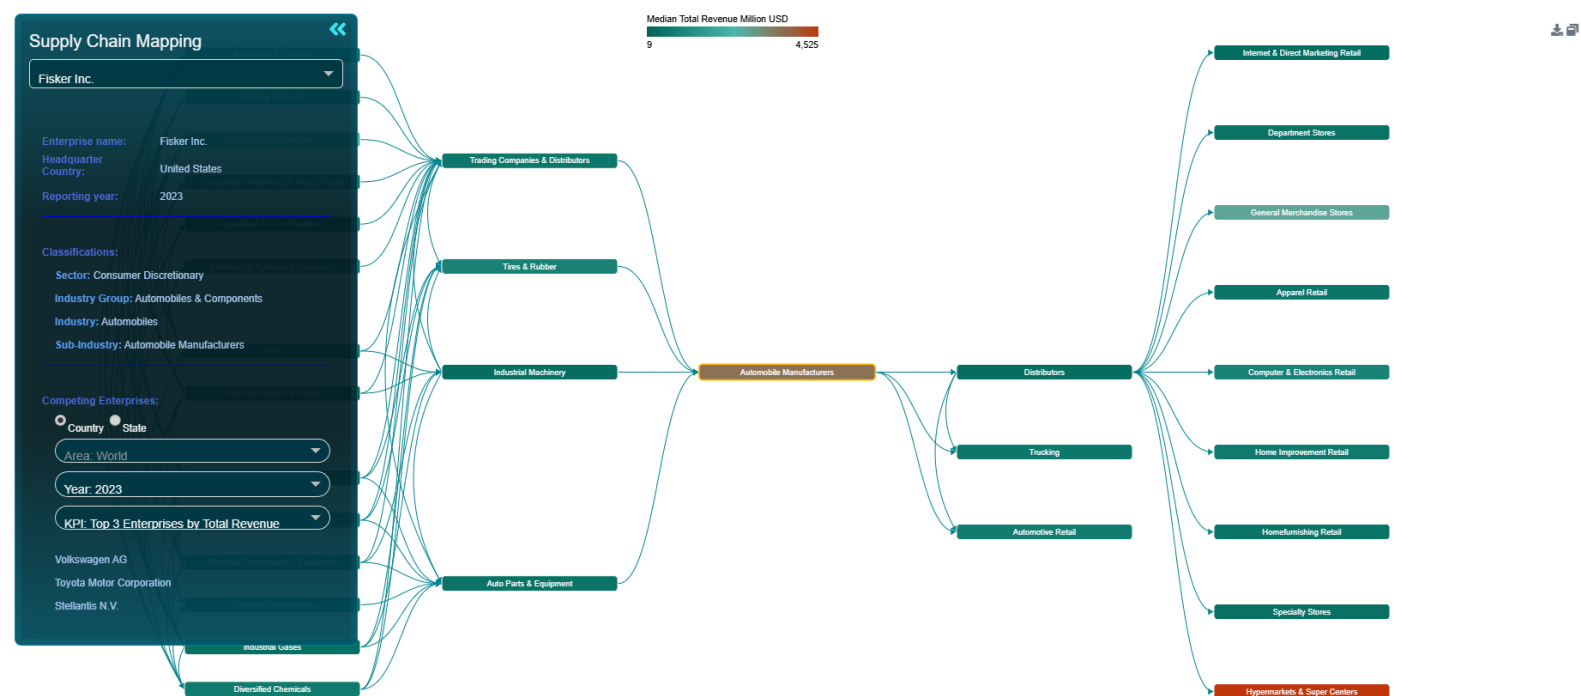 Supply Chain Mapping
Fisker Inc.
Enterprise name: Fisker Inc.
Headquarter
Country: United States
Reporting year: 2023
Classifications:
Sector: Consumer Discretionary
Industry Group: Automobiles & Components
Industry: Automobiles
Sub-Industry: Automobile Manufacturers
Competing Enterprises:
Country State
Area: World
Year: 2023
KPI: Top 3 Enterprises by Total Revenue
Volkswagen AG
Toyota Motor Corporation
Stellantis N.V.
Industrial Gases
Diversified Chemicals
Median Total Revenue Million USD
9 4,525
Trading Companies & Distributors
Tires & Rubber
Industrial Machinery
Auto Parts & Equipment
Automobile Manufacturers
Distributors
Trucking
Automotive Retail
Internet & Direct Marketing Retail
Department Stores
General Merchandise Stores
Apparel Retail
Computer & Electronics Retail
Home Improvement Retail
Homefurnishing Retail
Specialty Stores
Hypermarkets & Super Centers